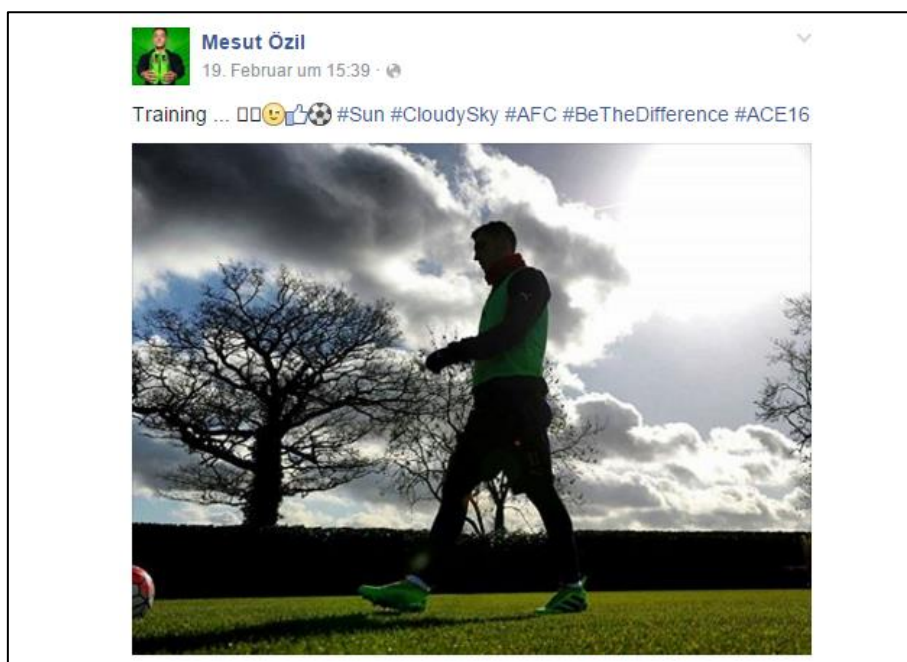 Mesut Özil
19. Februar um 15:39 ·
Training ... #Sun #CloudySky #AFC #BeTheDifference #ACE16